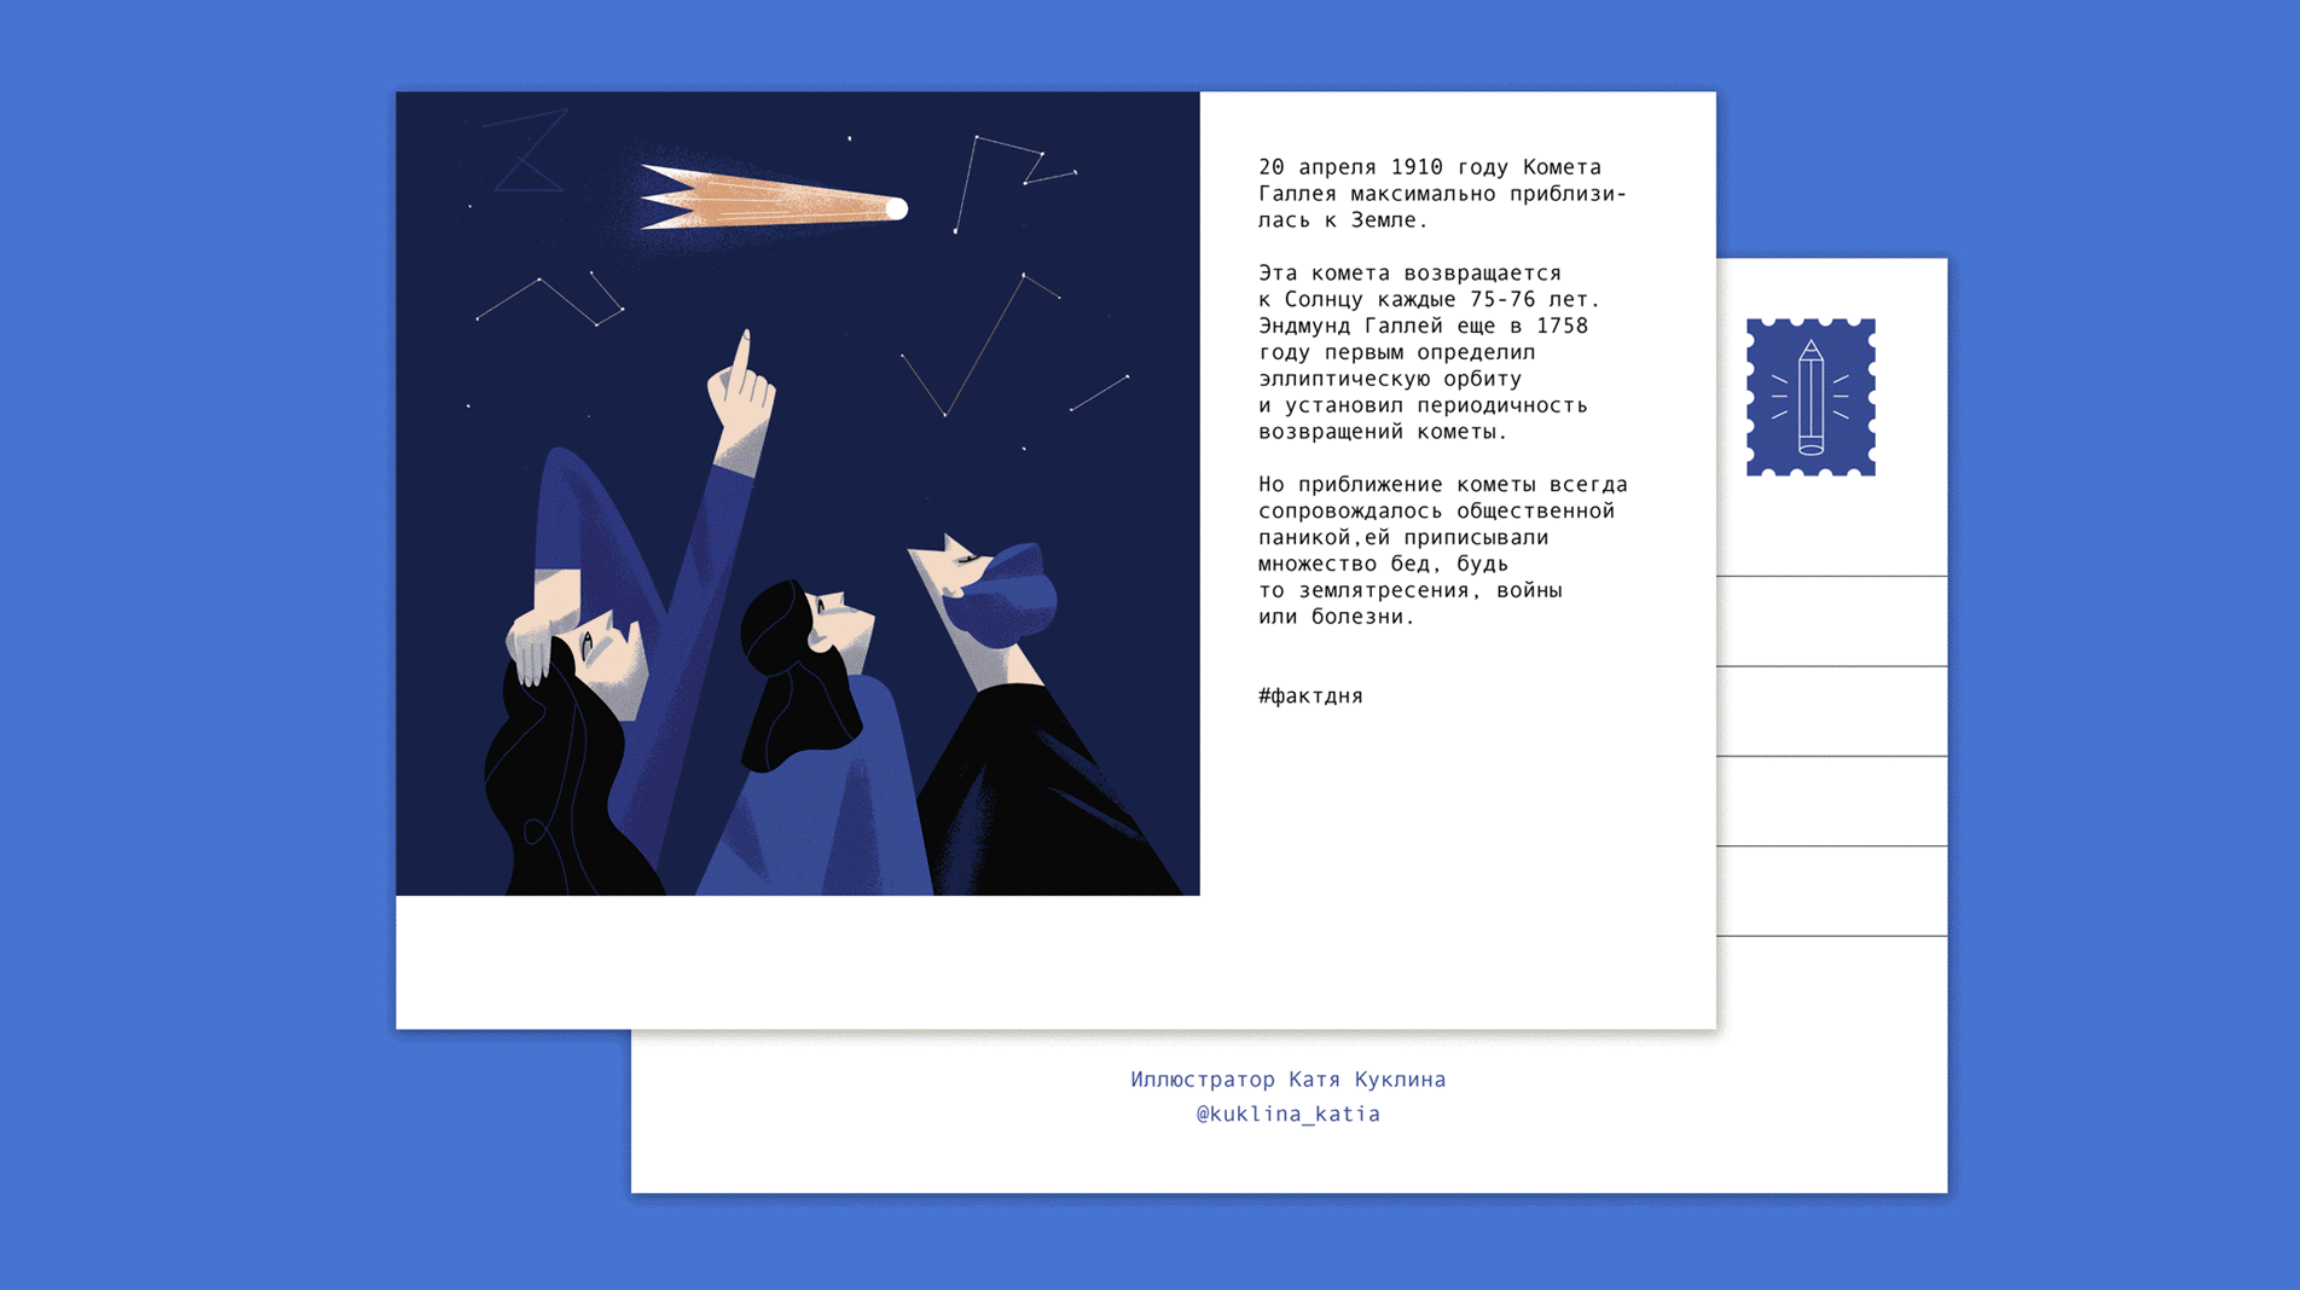 20 апреля 1910 году Комета
Галлея максимально приблизи-
лась к Земле.
Эта комета возвращается
к Солнцу каждые 75-76 лет.
Эндмунд Галлей еще в 1758
году первым определил
эллиптическую орбиту
и установил периодичность
возвращений кометы.
Но приближение кометы всегда
сопровождалось общественной
паникой,ей приписывали
множество бед, будь
то землятресения, войны
или болезни.
#фактдня
Иллюстратор Катя Куклина
@kuklina_katia